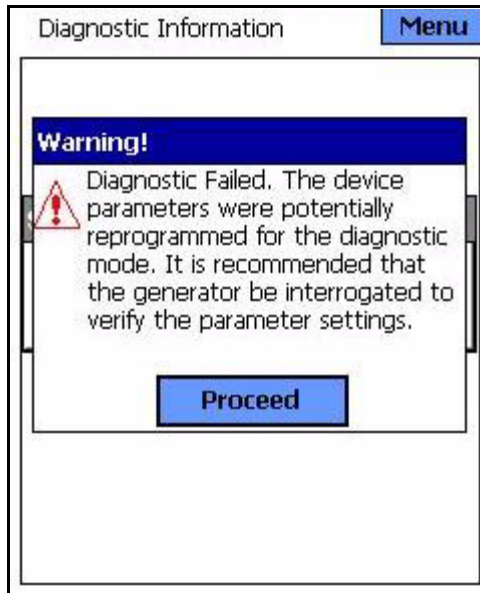 Diagnostic Information
Menu
Warning!
Diagnostic Failed. The device
parameters were potentially
reprogrammed for the diagnostic
mode. It is recommended that
the generator be interrogated to
verify the parameter settings.
Proceed